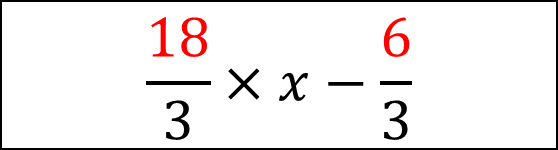 18/3 × x − 6/3